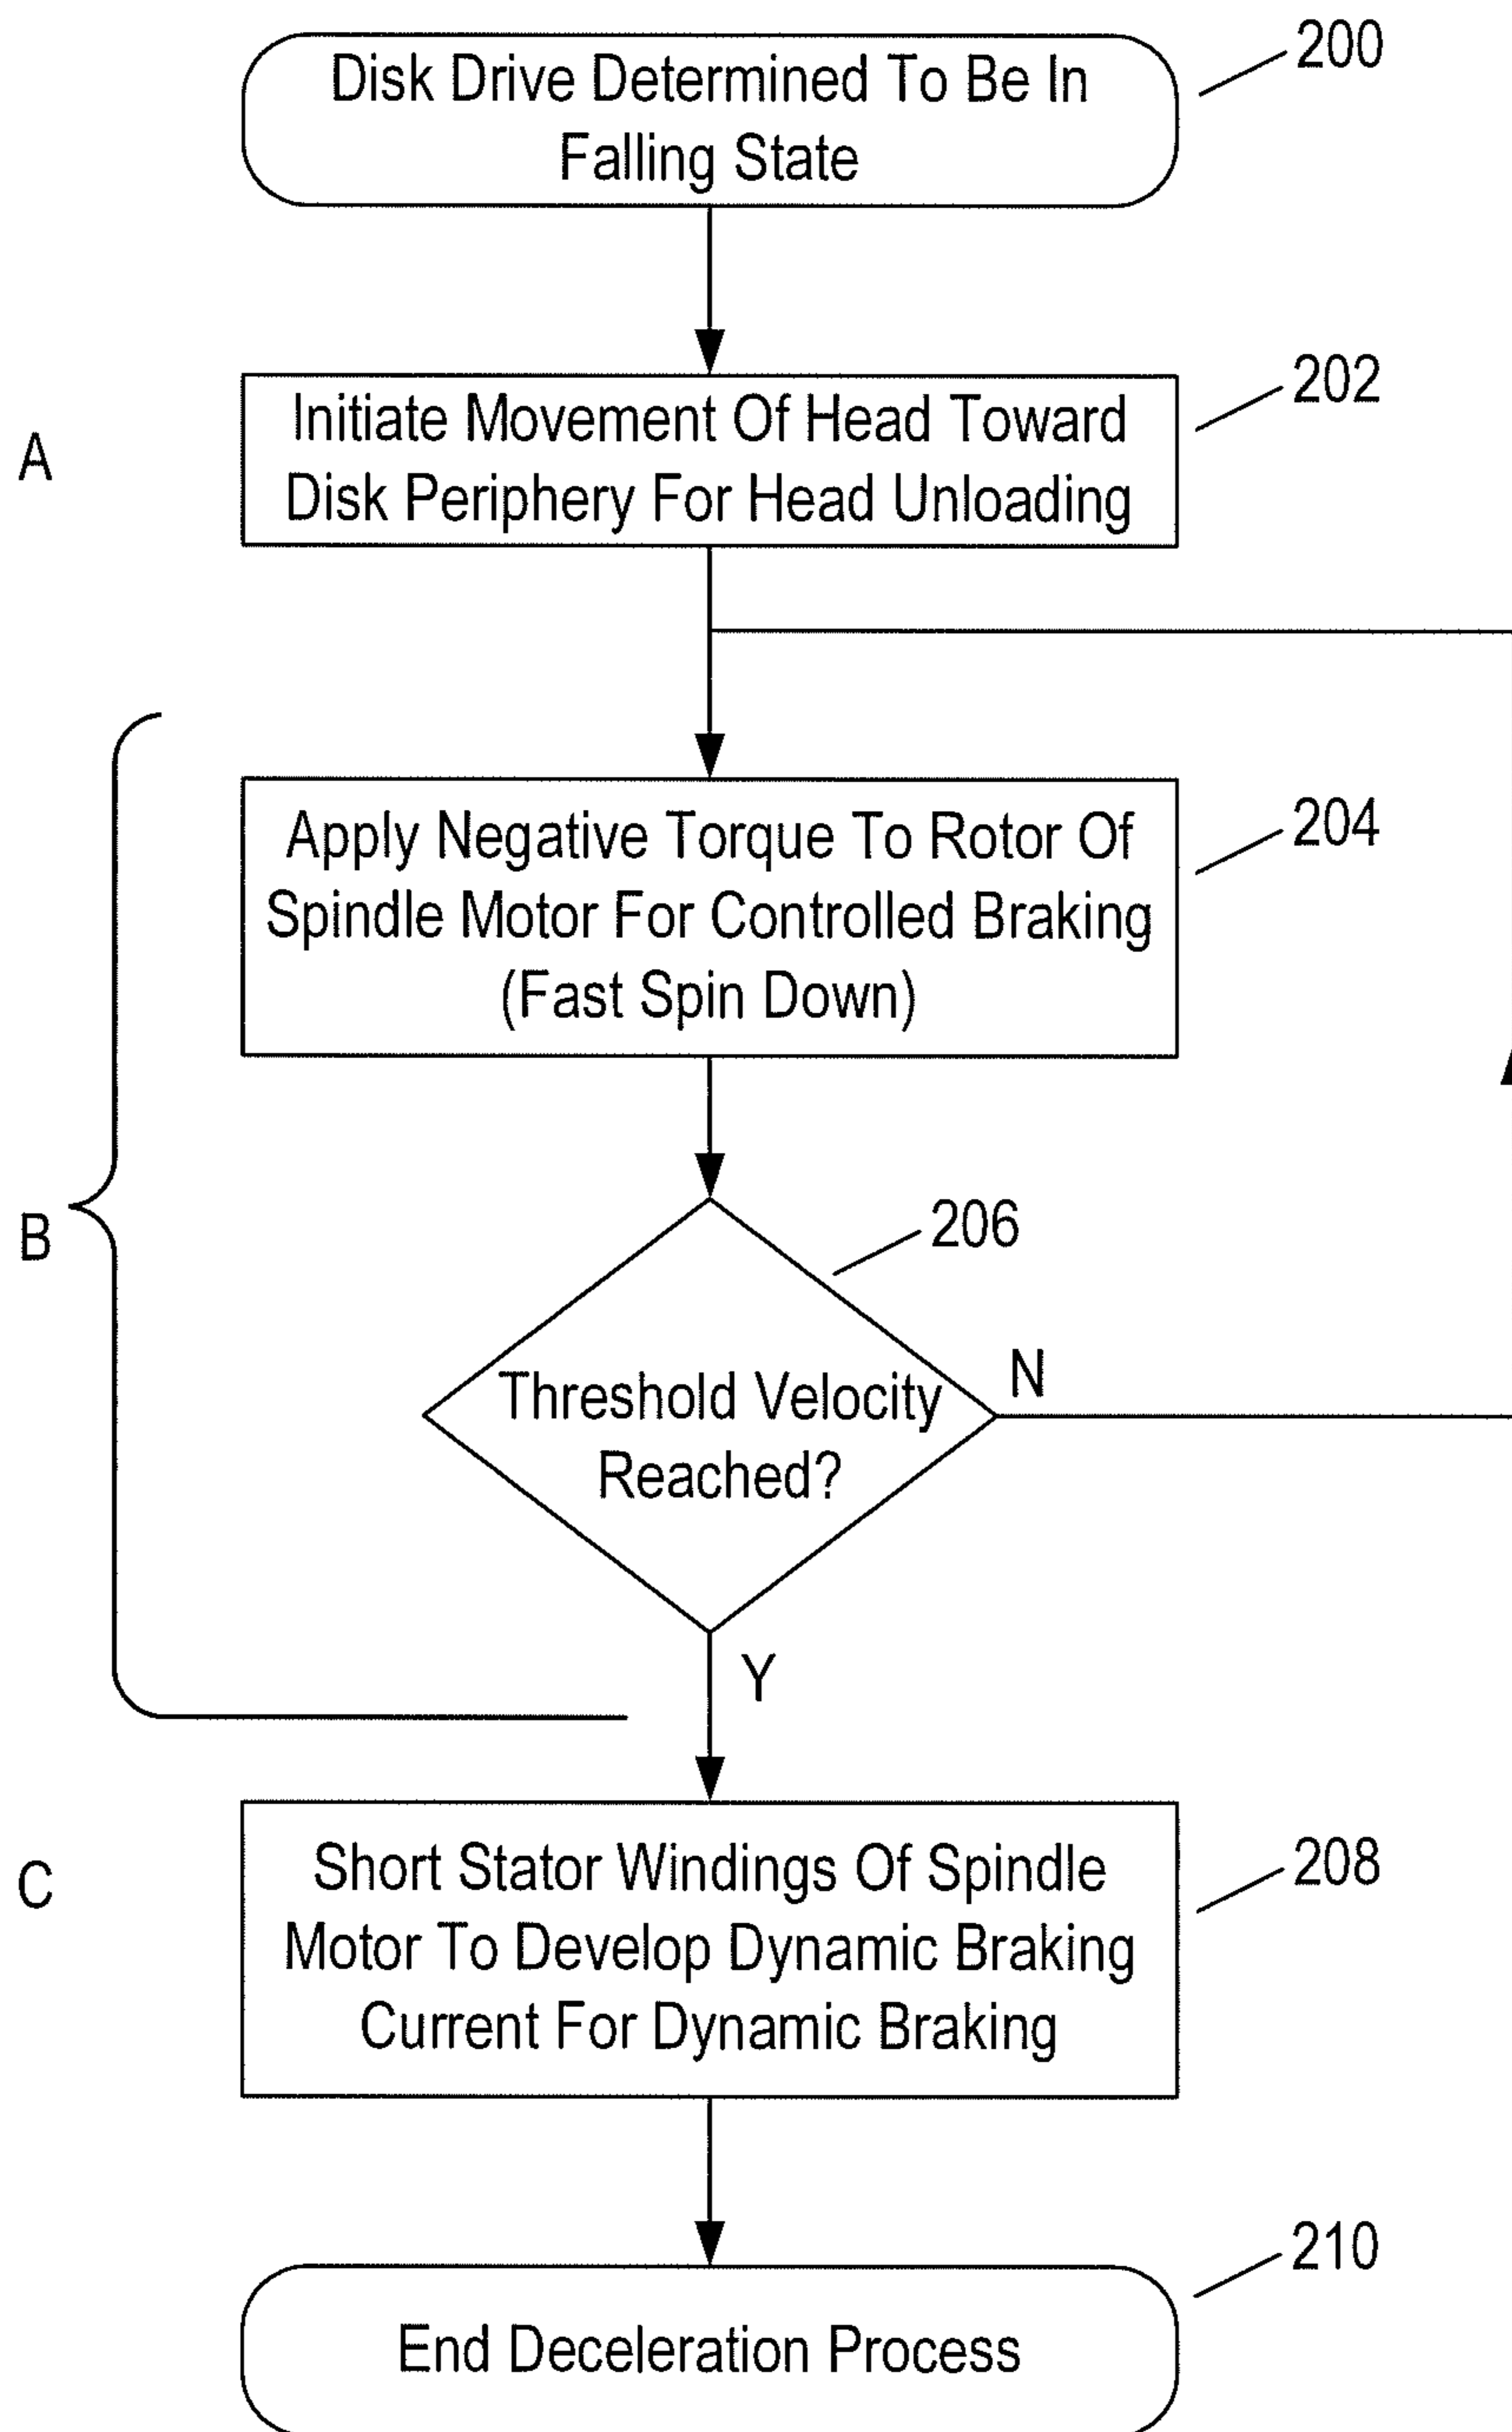 Disk Drive Determined To Be In
Falling State
200
A
Initiate Movement Of Head Toward
Disk Periphery For Head Unloading
202
Apply Negative Torque To Rotor Of
Spindle Motor For Controlled Braking
(Fast Spin Down)
204
B
206
Threshold Velocity
Reached?
N
Y
C
Short Stator Windings Of Spindle
Motor To Develop Dynamic Braking
Current For Dynamic Braking
208
End Deceleration Process
210